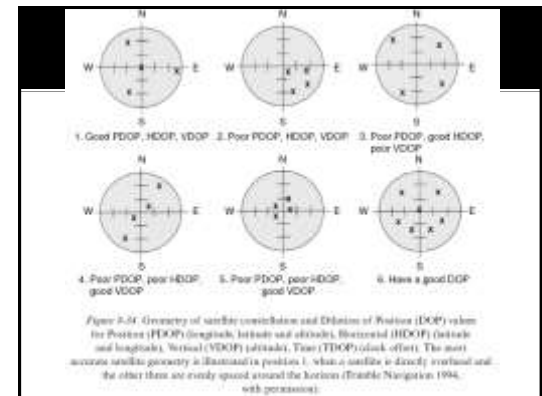 N N N
W E W E W E
S S S
1. Good PDOP, HDOP, VDOP 2. Poor PDOP, HDOP, VDOP 3. Poor PDOP, good HDOP,
poor VDOP
N N N
W E W E W E
S S S
4. Poor PDOP, poor HDOP, 5. Poor PDOP, poor HDOP, 6. Have a good DOP
good VDOP good VDOP
Geometry of satellite constellation and Dilution of Position (DOP) values
for Position (PDOP) (longitude, latitude and altitude), Horizontal (HDOP) (latitude
and longitude), Vertical (VDOP) (altitude), Time (TDOP) (clock offset). The most
accurate satellite geometry is illustrated in position 1, when a satellite is directly overhead and
the other three are evenly spaced around the horizon (Trimble Navigation 1994,
with permission).